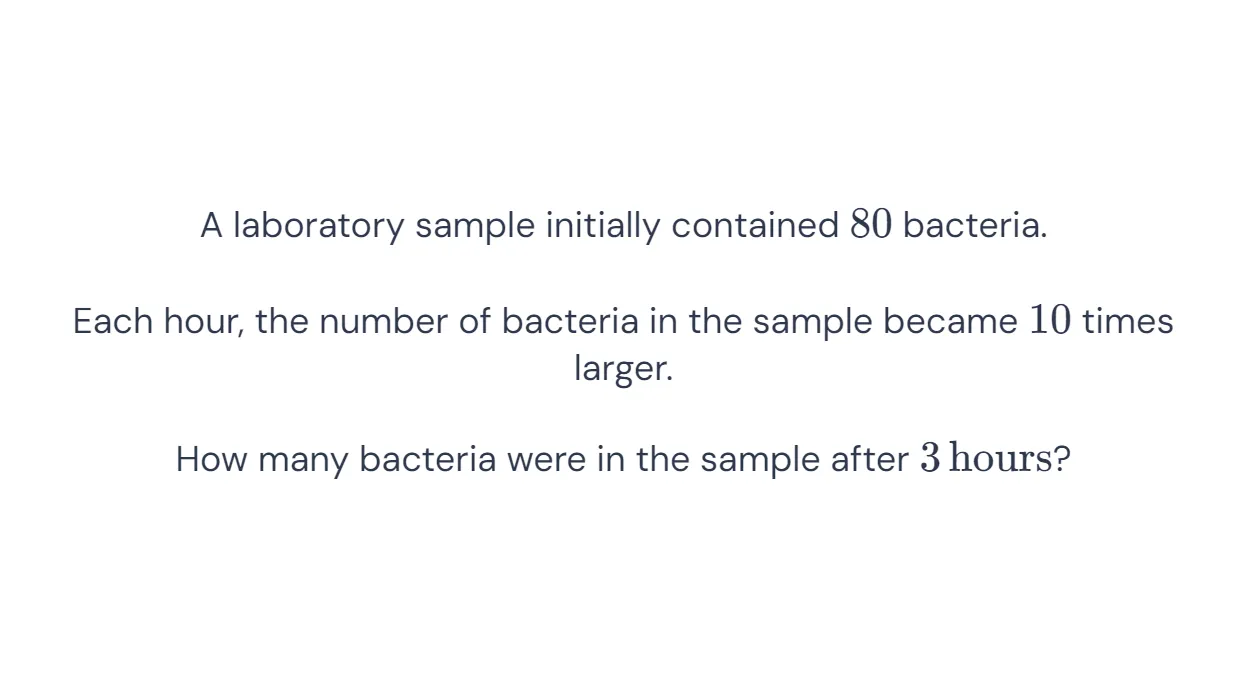 A laboratory sample initially contained 80 bacteria.
Each hour, the number of bacteria in the sample became 10 times
larger.
How many bacteria were in the sample after 3 hours?